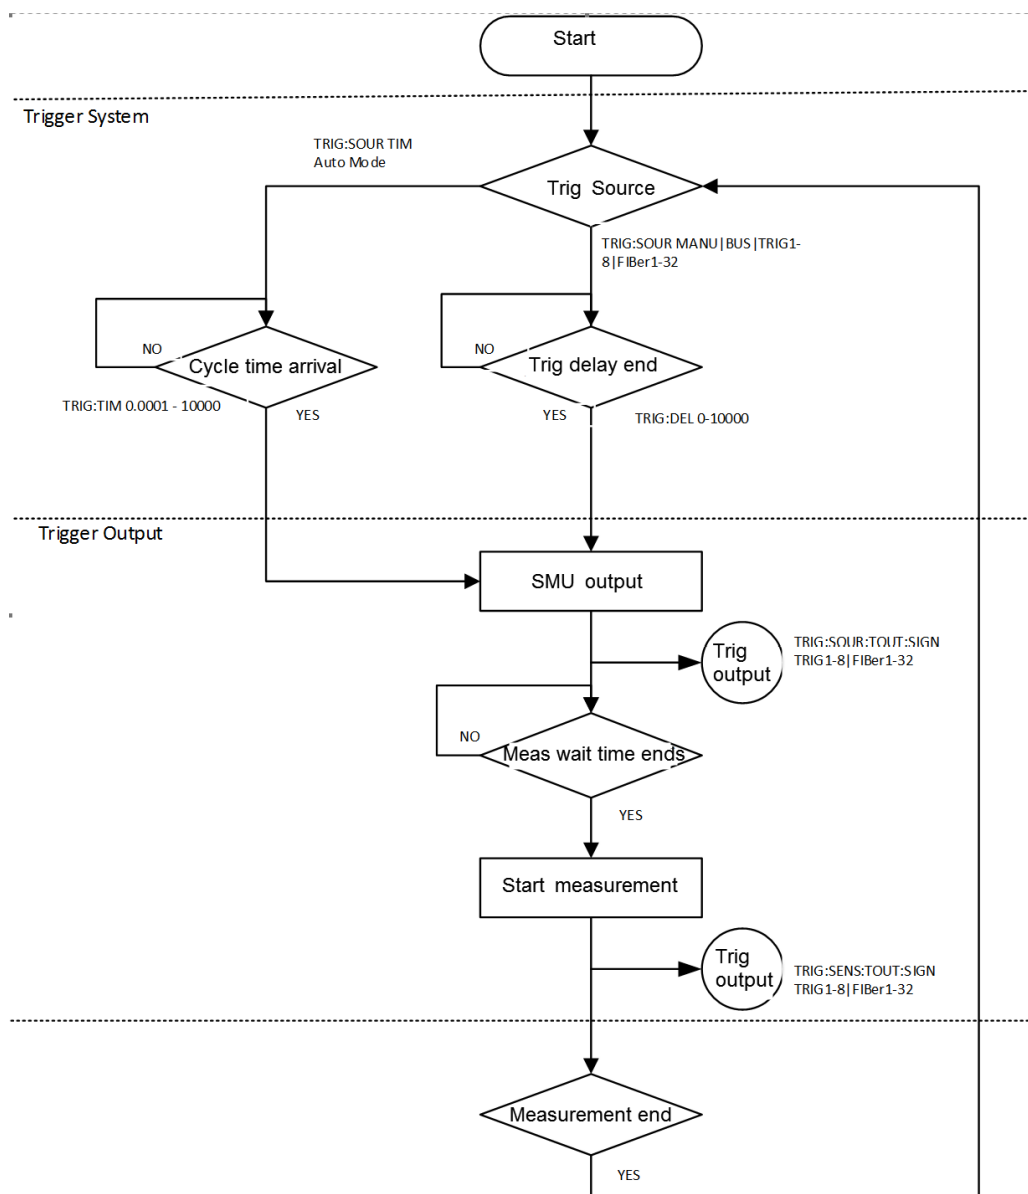 Start
Trigger System
TRIG:SOUR TIM
Auto Mode
Trig Source
TRIG:SOUR MANU|BUS|TRIG1-
8|FIBer1-32
NO
Cycle time arrival
NO
Trig delay end
TRIG:TIM 0.0001 - 10000
YES
YES
TRIG:DEL 0-10000
Trigger Output
SMU output
Trig
output
TRIG:SOUR:TOUT:SIGN
TRIG1-8|FIBer1-32
NO
Meas wait time ends
YES
Start measurement
Trig
output
TRIG:SENS:TOUT:SIGN
TRIG1-8|FIBer1-32
Measurement end
YES